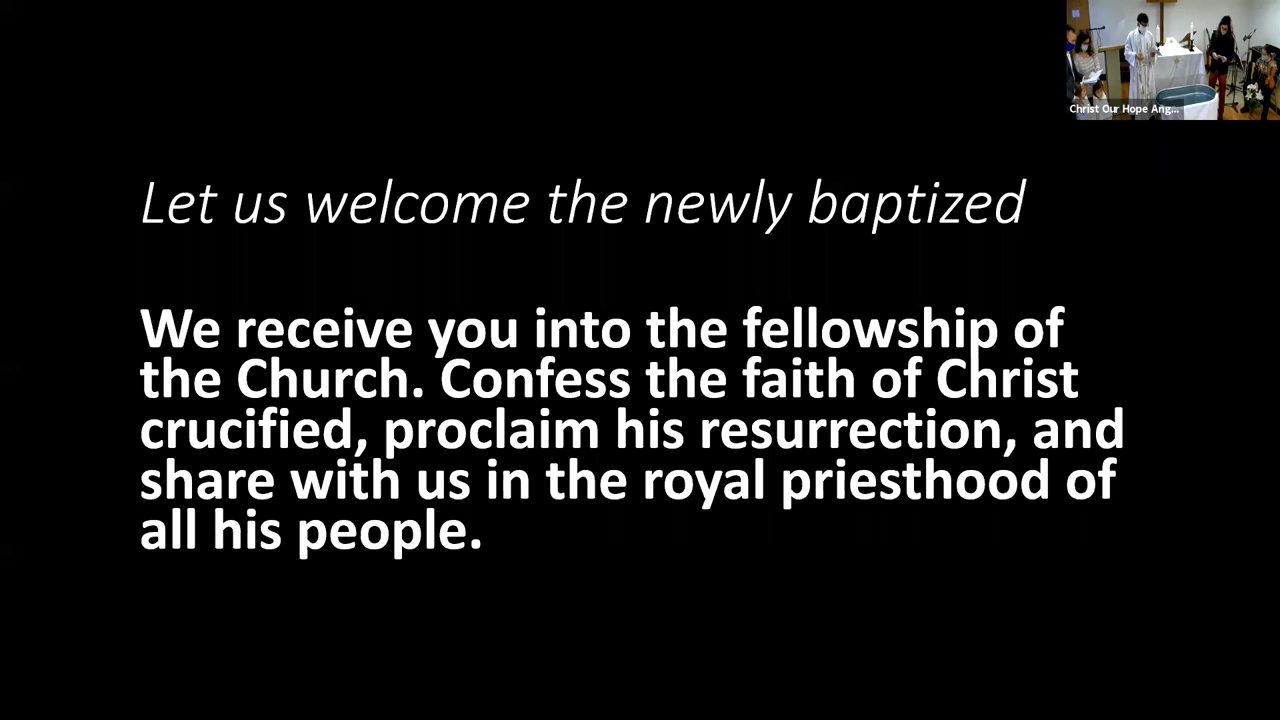 Christ Our Hope Ang...
Let us welcome the newly baptized
We receive you into the fellowship of
the Church. Confess the faith of Christ
crucified, proclaim his resurrection, and
share with us in the royal priesthood of
all his people.